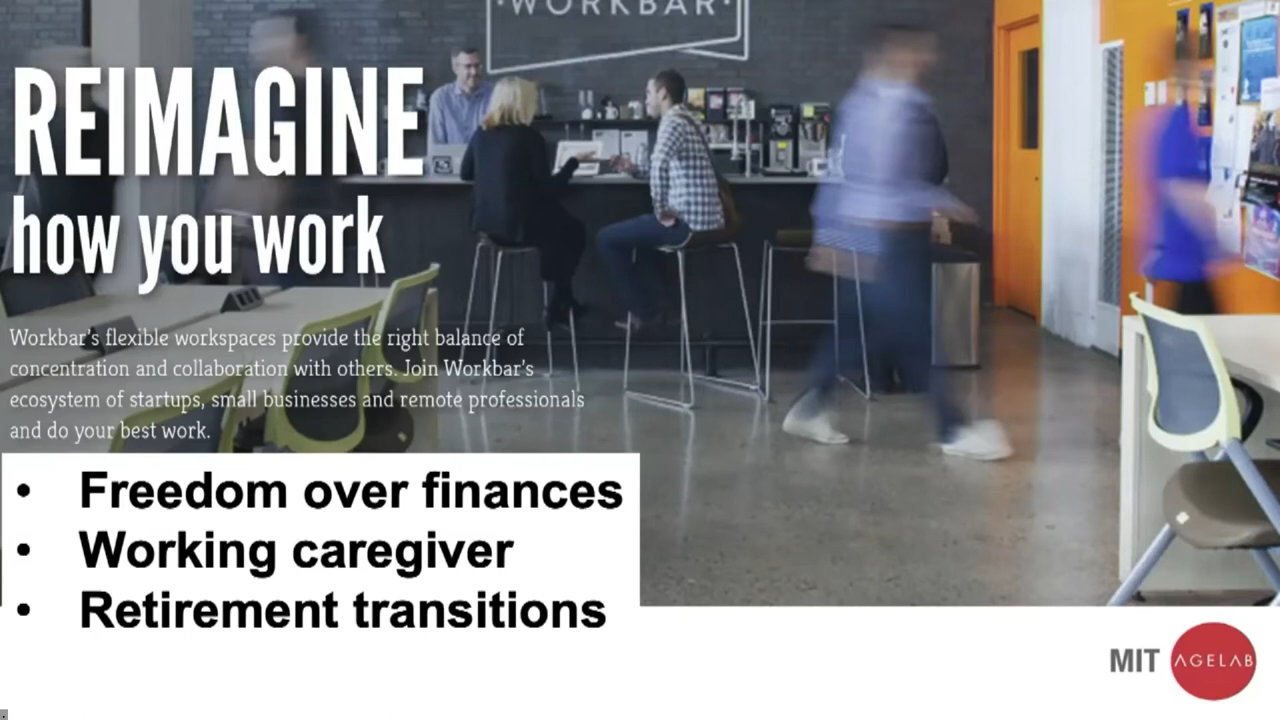 ·WORKBAR·
REIMAGINE
how you work
Workbar's flexible workspaces provide the right balance of
concentration and collaboration with others. Join Workbar's
ecosystem of startups, small businesses and remote professionals
and do your best work.
• Freedom over finances
• Working caregiver
• Retirement transitions
MIT AGELAB